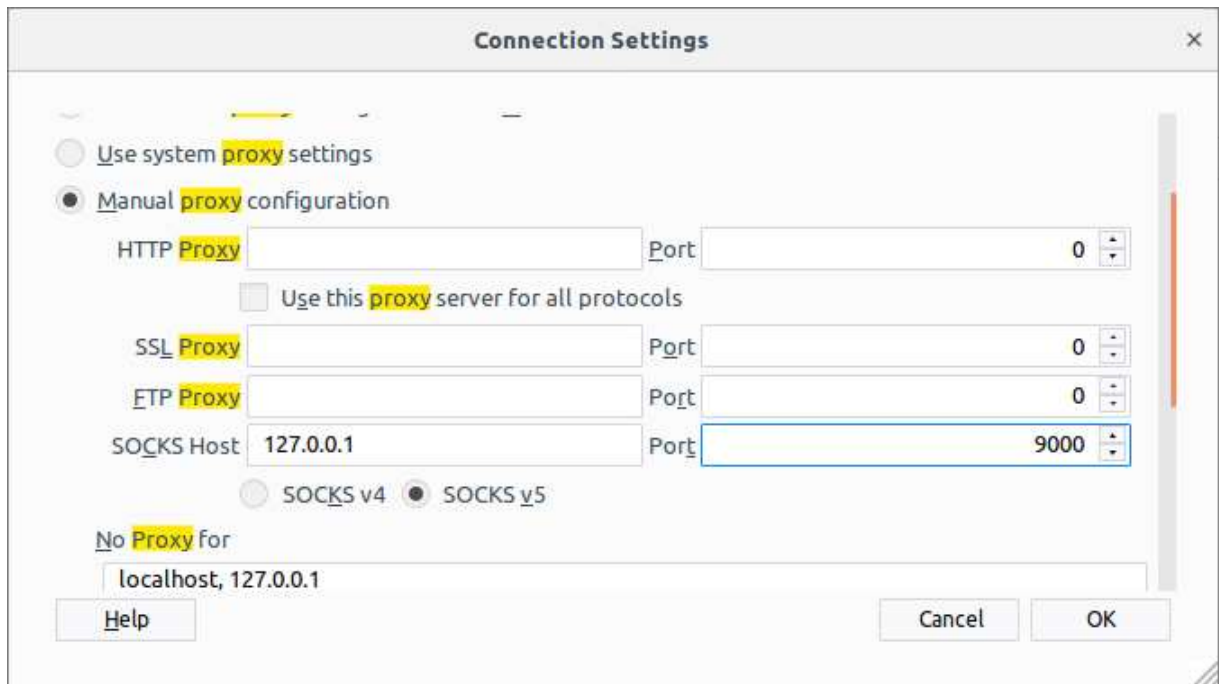 Connection Settings
Use system proxy settings
Manual proxy configuration
HTTP Proxy Port 0
Use this proxy server for all protocols
SSL Proxy Port 0
FTP Proxy Port 0
SOCKS Host 127.0.0.1 Port 9000
SOCKS v4 SOCKS v5
No Proxy for
localhost, 127.0.0.1
Help Cancel OK